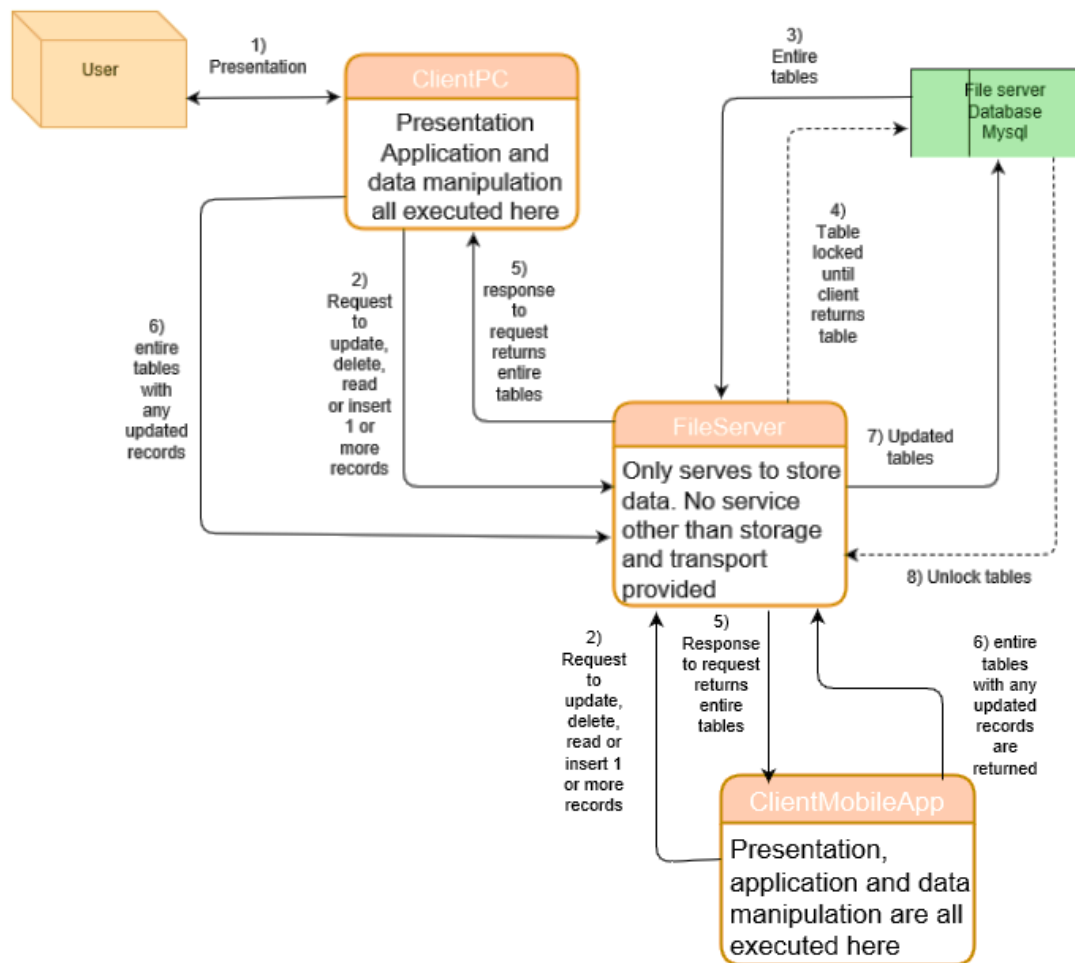 User
1)
Presentation
ClientPC
Presentation
Application and
data manipulation
all executed here
3)
Entire
tables
File server
Database
Mysql
4)
Table
locked
until
client
returns
table
2)
Request
to
update,
delete,
read
or insert
1 or
more
records
5)
response
to
request
returns
entire
tables
6)
entire
tables
with
any
updated
records
FileServer
Only serves to store
data. No service
other than storage
and transport
provided
7) Updated
tables
8) Unlock tables
2)
Request
to
update,
delete,
read or
insert 1
or more
records
5)
Response
to request
returns
entire
tables
6) entire
tables
with any
updated
records
are
returned
ClientMobileApp
Presentation,
application and data
manipulation are all
executed here